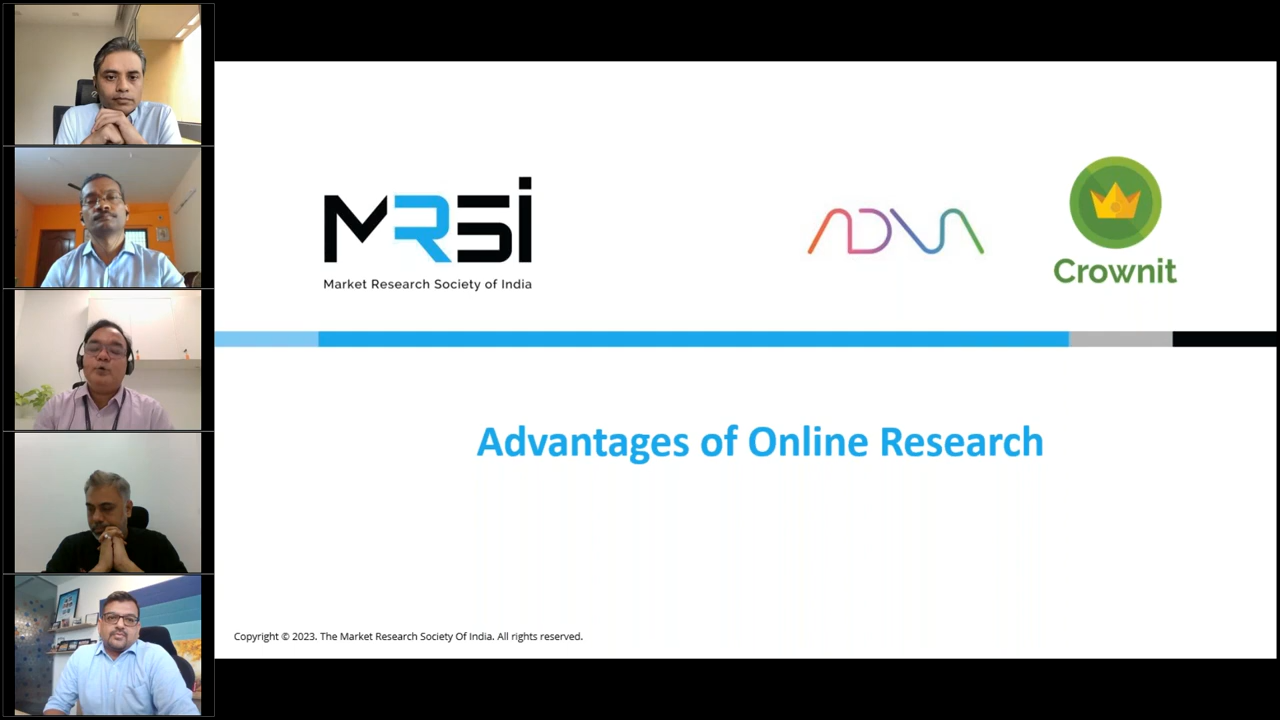 MRSi
Market Research Society of India
ADNA
Crownit
Advantages of Online Research
Copyright © 2023. The Market Research Society Of India. All rights reserved.